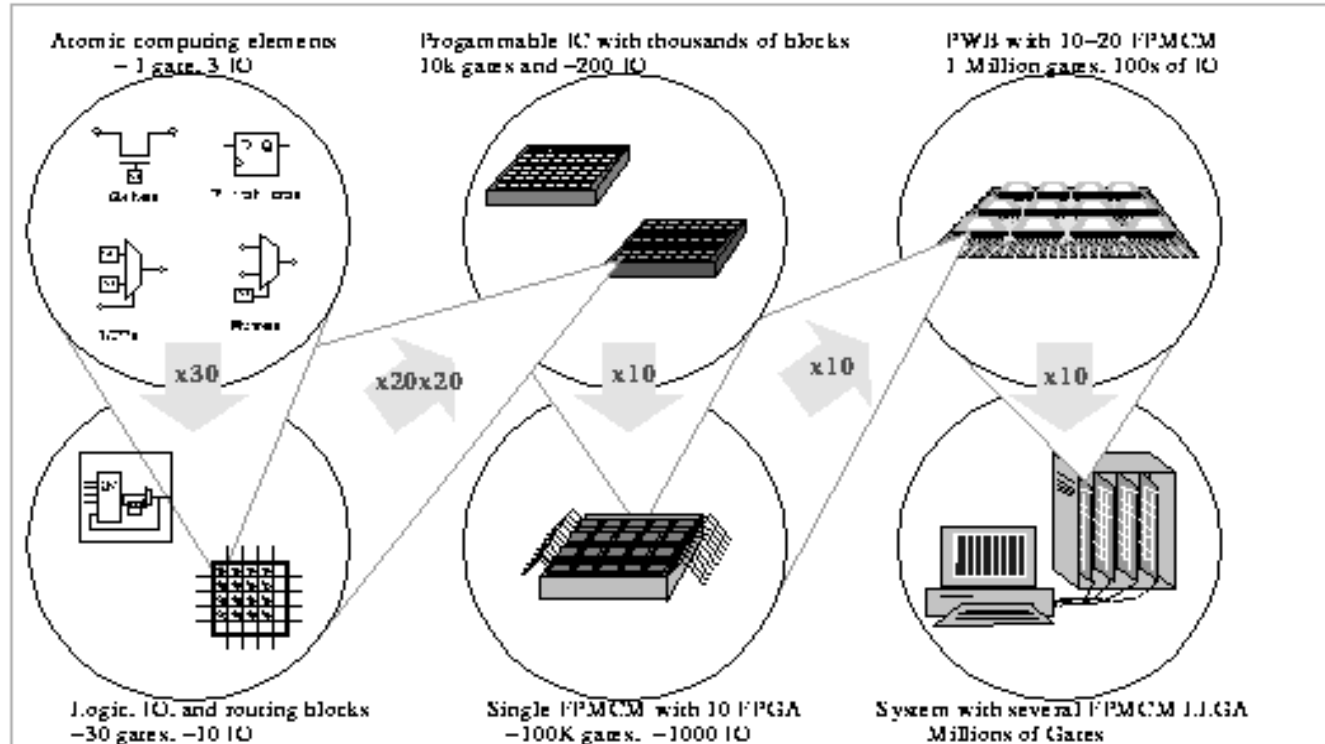 Atomic computing elements
~1 gate, 3 IO
Progammable IC with thousands of blocks
10k gates and ~200 IO
PWB with 10-20 FPMCM
1 Million gates, 100s of IO
D Q
x30
x20x20
x10
x10
x10
Logic, IO, and routing blocks
~30 gates, ~10 IO
Single FPMCM with 10 FPGA
~100K gates, ~1000 IO
System with several FPMCM
Millions of Gates